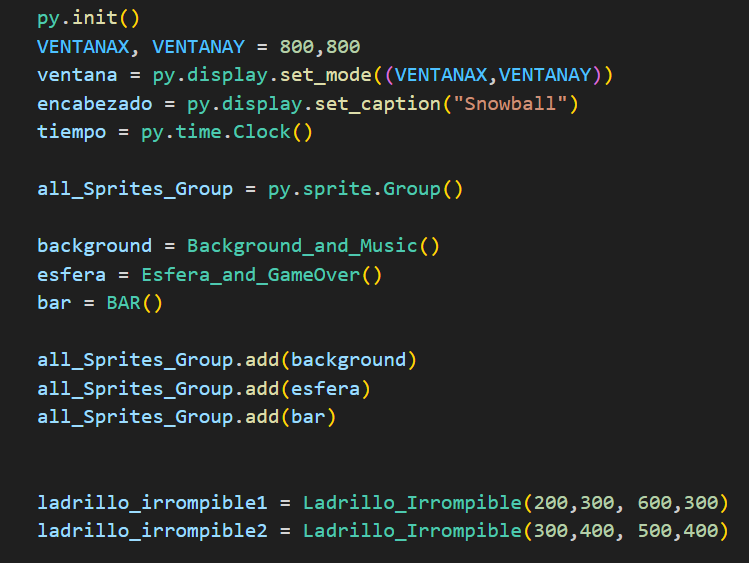 py.init()
VENTANAX, VENTANAY = 800,800
ventana = py.display.set_mode((VENTANAX,VENTANAY))
encabezado = py.display.set_caption("Snowball")
tiempo = py.time.Clock()
all_Sprites_Group = py.sprite.Group()
background = Background_and_Music()
esfera = Esfera_and_GameOver()
bar = BAR()
all_Sprites_Group.add(background)
all_Sprites_Group.add(esfera)
all_Sprites_Group.add(bar)
ladrillo_irrompible1 = Ladrillo_Irrompible(200,300, 600,300)
ladrillo_irrompible2 = Ladrillo_Irrompible(300,400, 500,400)